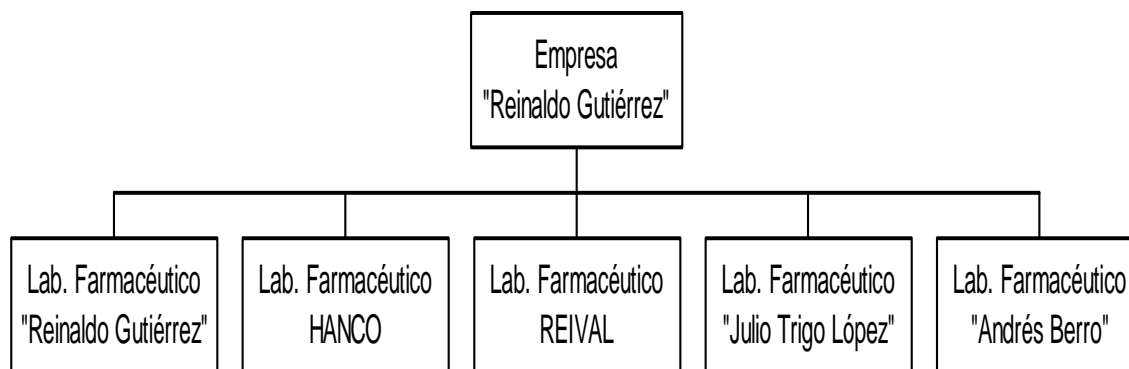 Empresa
"Reinaldo Gutiérrez"
Lab. Farmacéutico
"Reinaldo Gutiérrez"
Lab. Farmacéutico
HANCO
Lab. Farmacéutico
REIVAL
Lab. Farmacéutico
"Julio Trigo López"
Lab. Farmacéutico
"Andrés Berro"